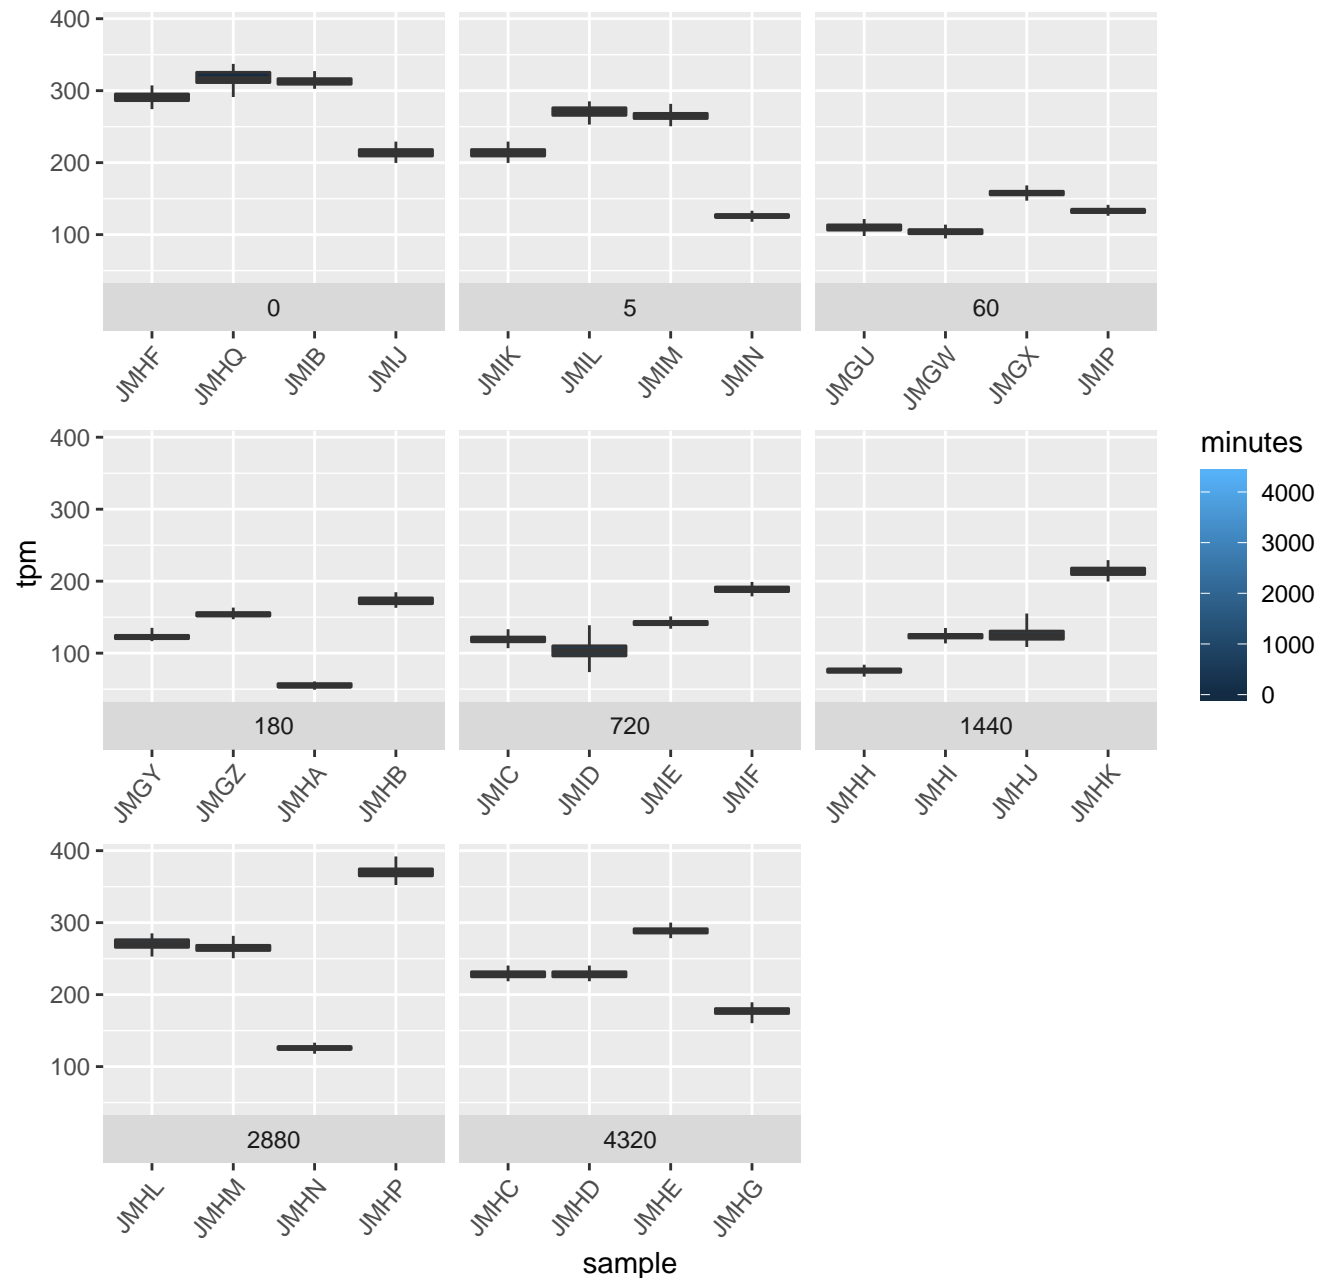 400
300
200
100
0
5
60
JMHF
JMHQ
JMIB
JMIJ
JMIK
JMIL
JMIM
JMIN
JMGU
JMGW
JMGX
JMIP
tpm
400
300
200
100
180
720
1440
JMGY
JMGZ
JMHA
JMHB
JMIC
JMID
JMIE
JMIF
JMHH
JMHI
JMHJ
JMHK
minutes
4000
3000
2000
1000
0
400
300
200
100
2880
4320
JMHL
JMHM
JMHN
JMHP
JMHC
JMHD
JMHE
JMHG
sample